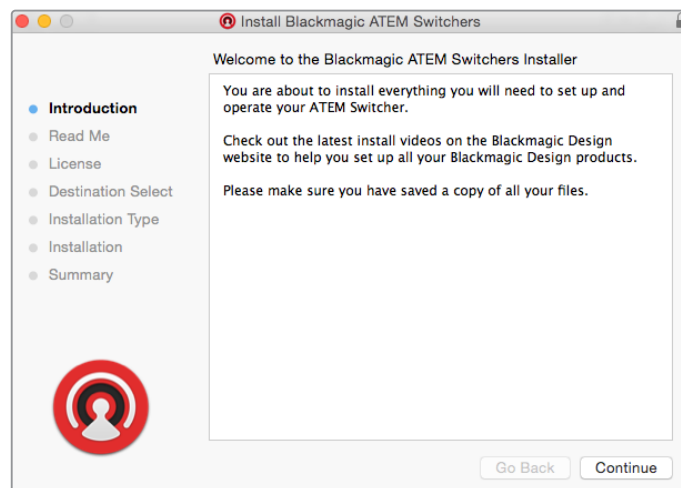 Install Blackmagic ATEM Switchers
Welcome to the Blackmagic ATEM Switchers Installer
Introduction
Read Me
License
Destination Select
Installation Type
Installation
Summary
You are about to install everything you will need to set up and
operate your ATEM Switcher.
Check out the latest install videos on the Blackmagic Design
website to help you set up all your Blackmagic Design products.
Please make sure you have saved a copy of all your files.
Go Back
Continue